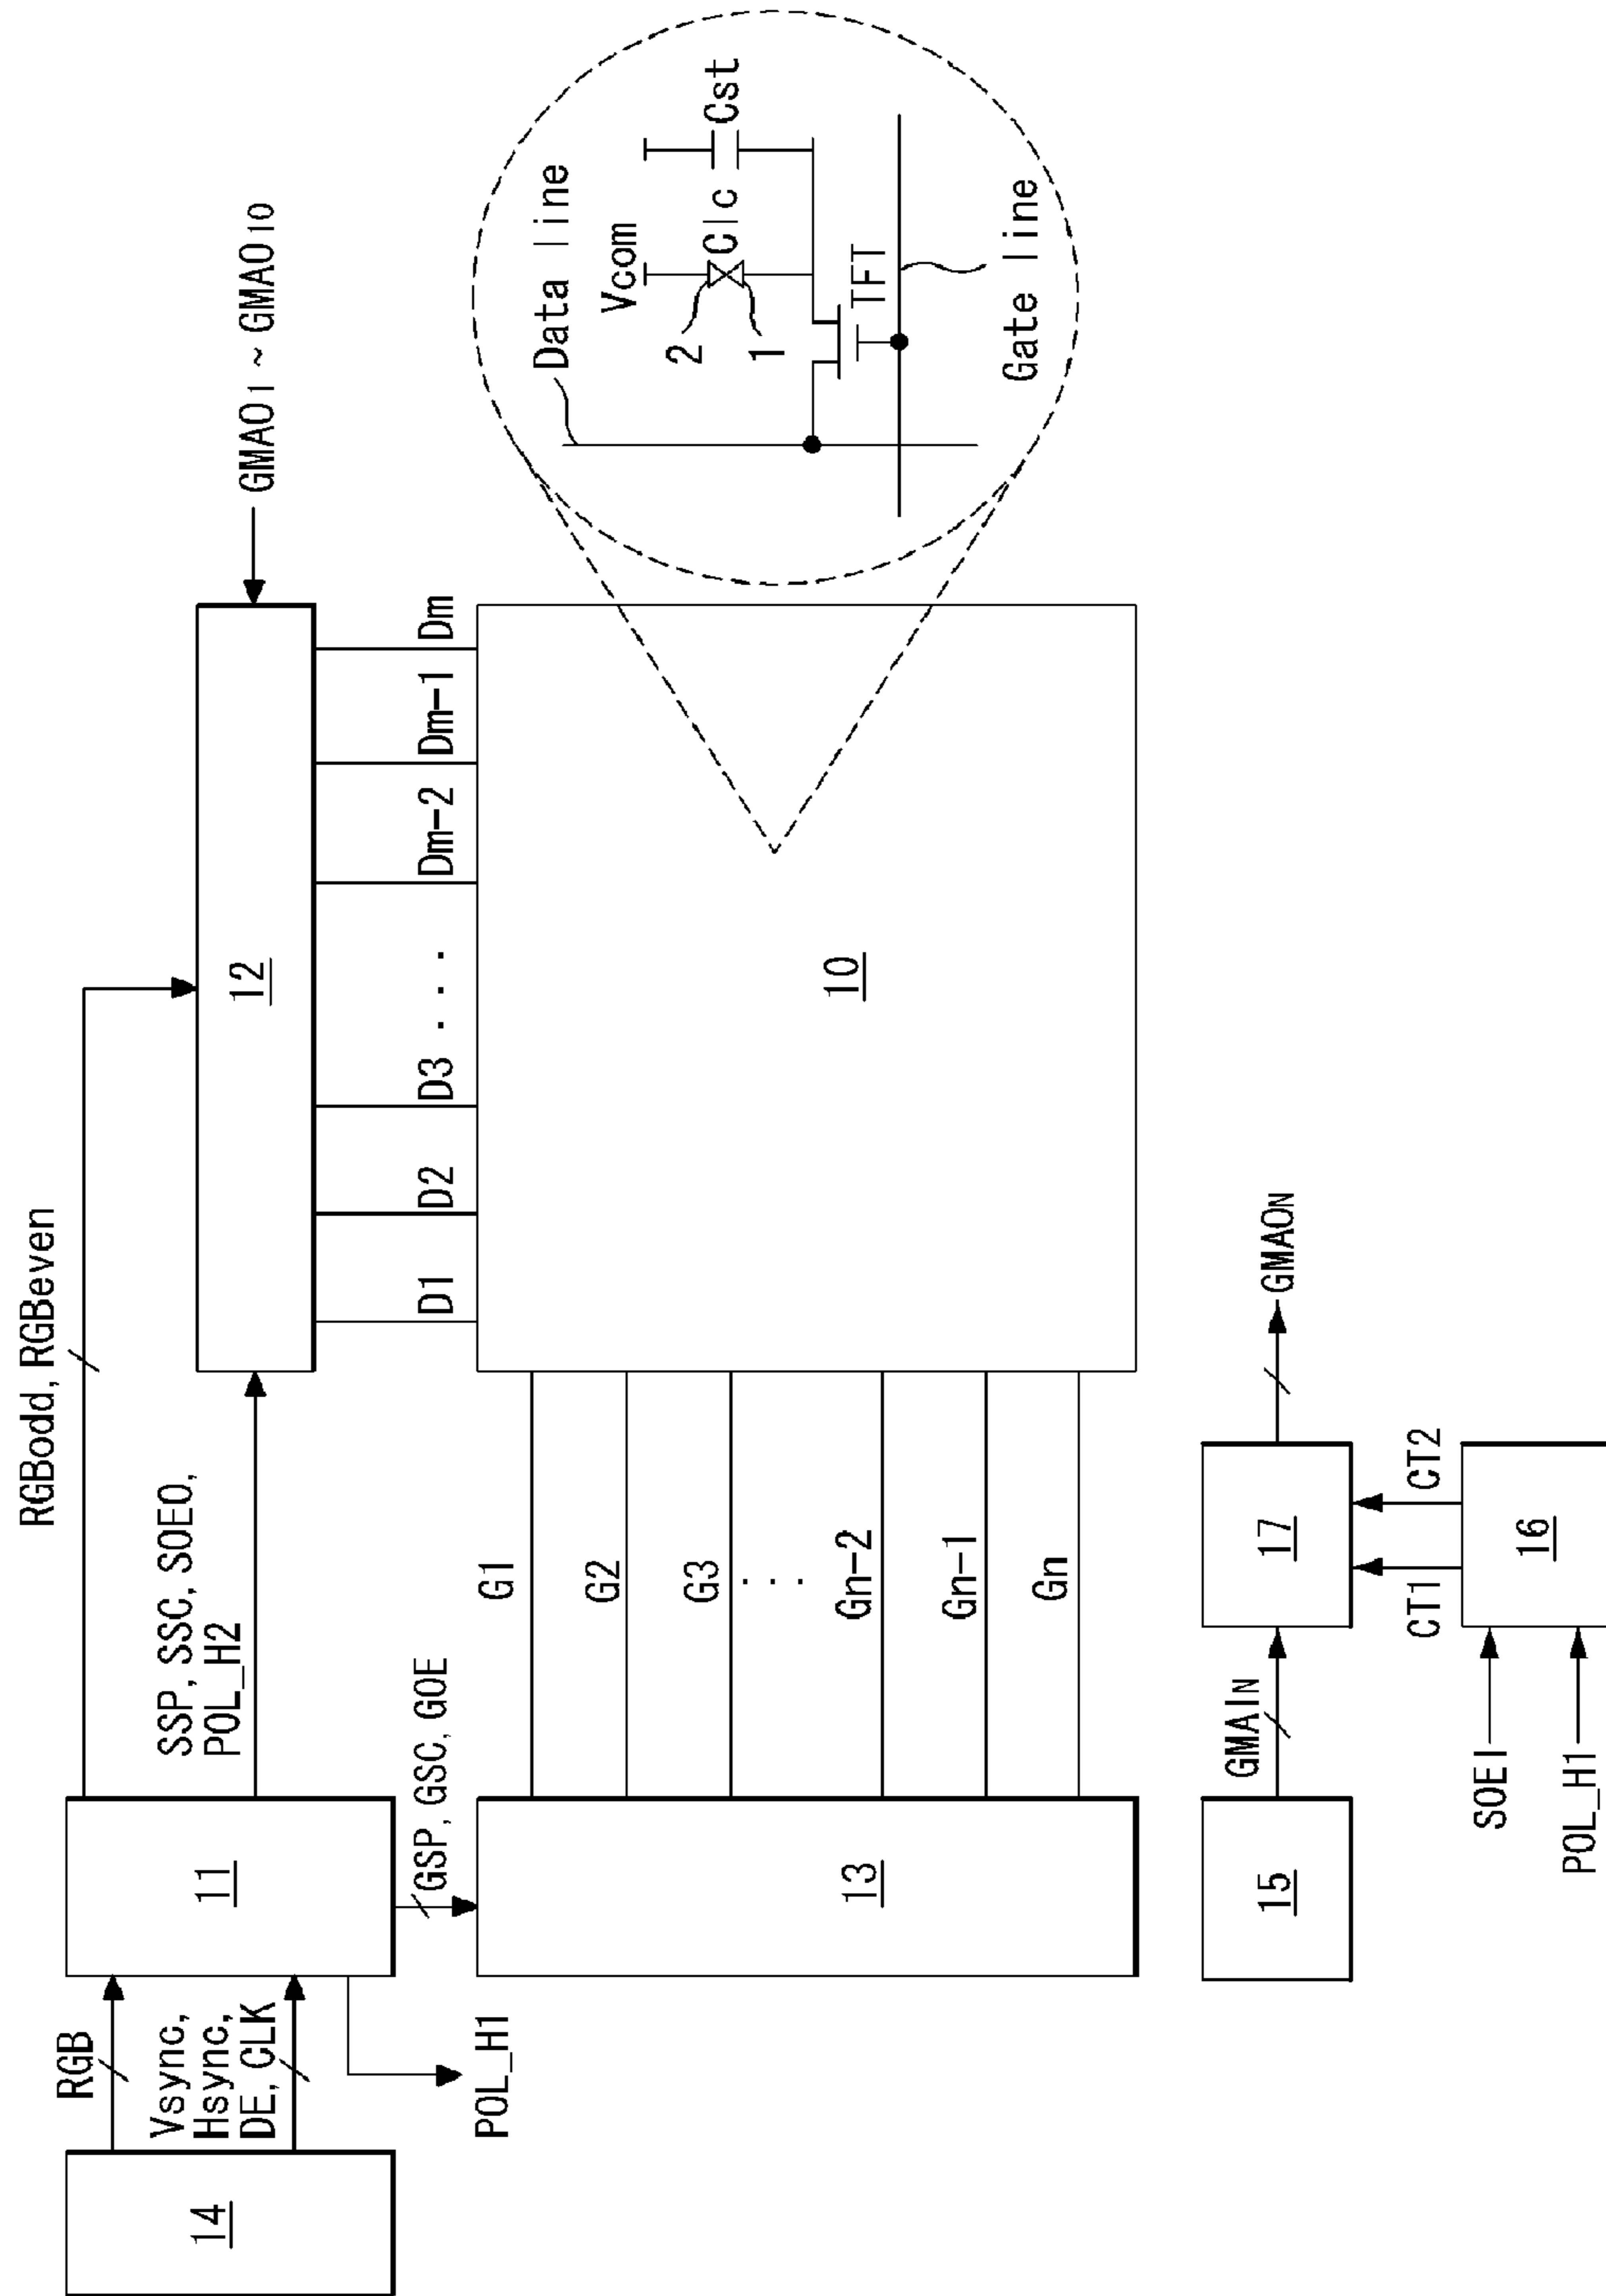 RGBodd, RGBeven
RGB
Vsync,
Hsync,
DE, CLK
14
11
POL_H1
SSP, SSC, SOEO,
POL_H2
12
GMAO1 ~ GMAO10
GSP, GSC, GOE
D1
D2
D3
. . .
Dm-2
Dm-1
Dm
13
G1
G2
G3
. . .
Gn-2
Gn-1
Gn
10
Data line
Vcom
2
Clc
Cst
1
TFT
Gate line
15
GMAIN
17
GMAON
CT1
CT2
SOEI
POL_H1
16